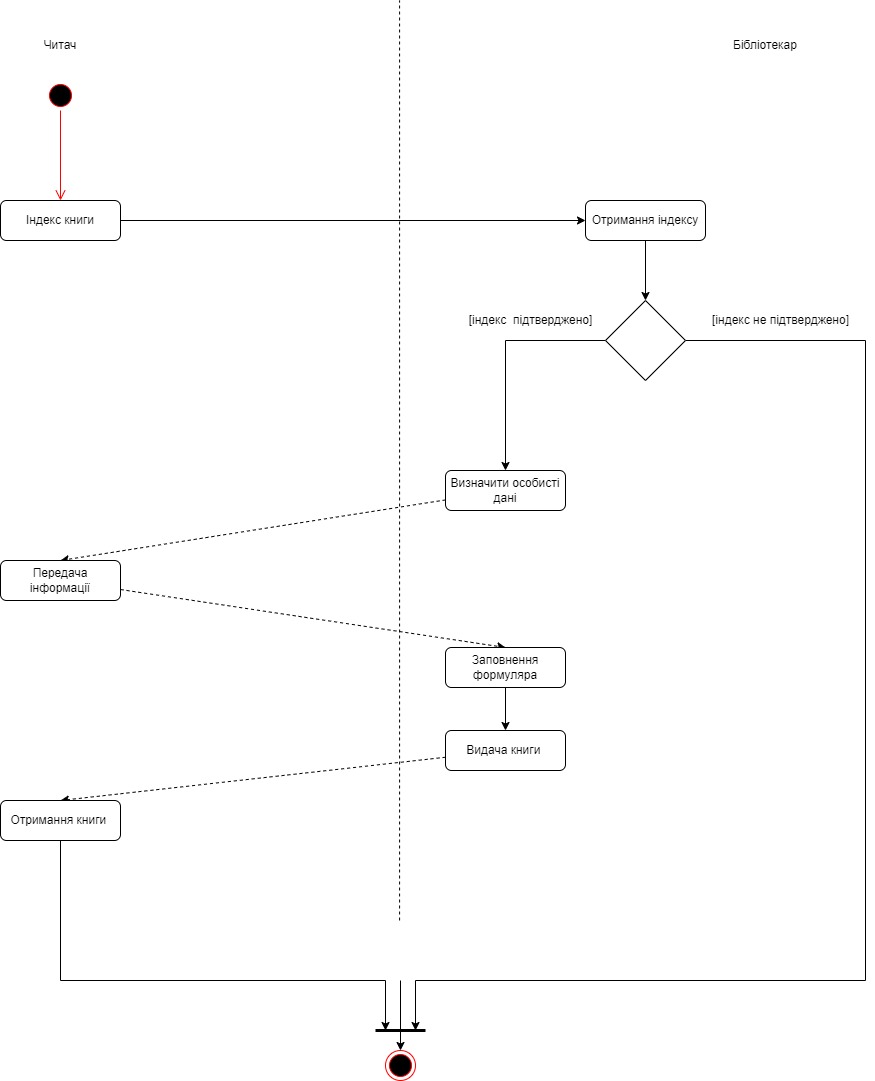 Читач
Бібліотекар
Індекс книги
Отримання індексу
[індекс  підтверджено]
[індекс не підтверджено]
Визначити особисті
дані
Передача
інформації
Заповнення
формуляра
Видача книги
Отримання книги